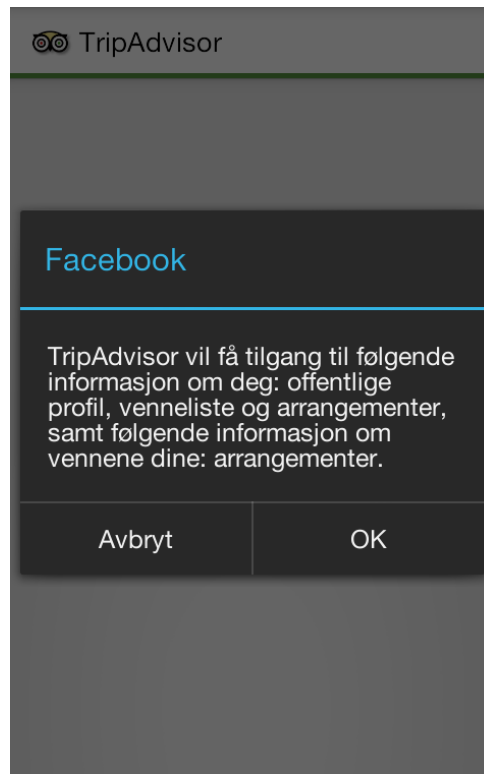 TripAdvisor
Facebook
TripAdvisor vil få tilgang til følgende
informasjon om deg: offentlige
profil, venneliste og arrangementer,
samt følgende informasjon om
vennene dine: arrangementer.
Avbryt
OK